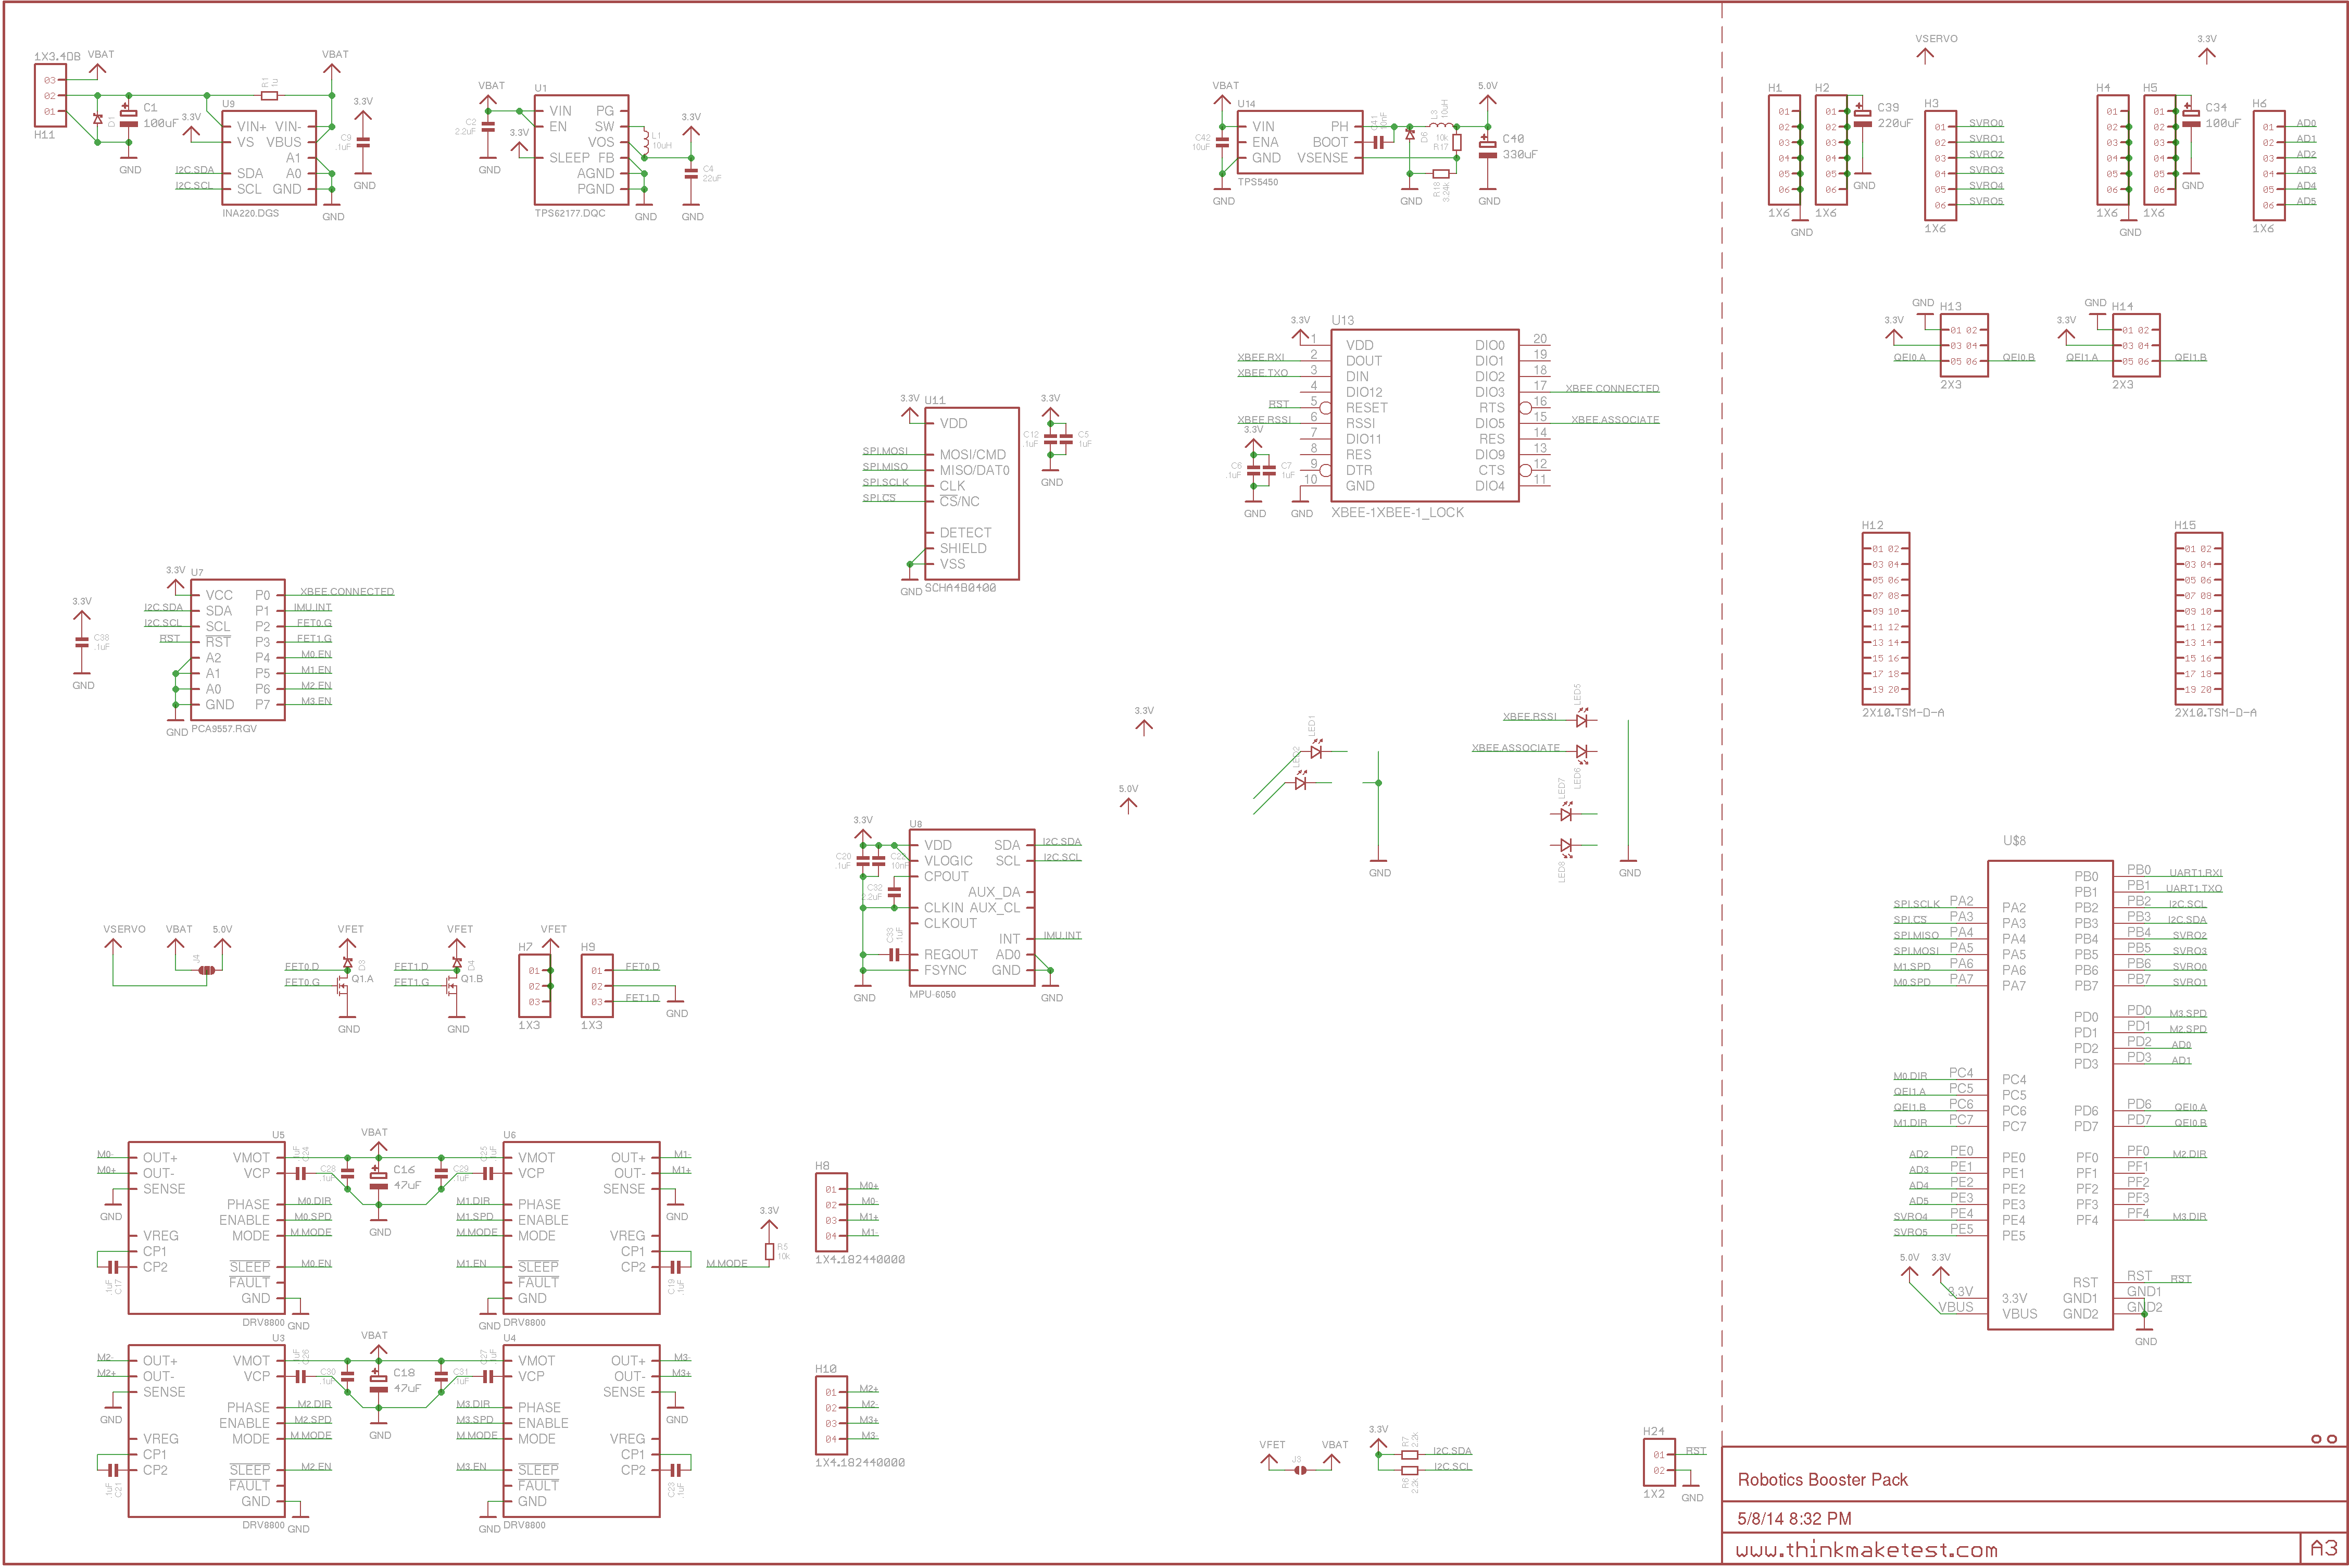 1X3.4DB
VBAT
03
02
01
H11
D1
C1
100uF
GND
R1
1u
VBAT
U9
3.3V
VIN+ VIN-
VS VBUS
A1
SDA A0
SCL GND
I2C.SDA
I2C.SCL
INA220.DGS
GND
3.3V
C9
.1uF
GND
VBAT
C2
2.2uF
GND
3.3V
U1
VIN PG
EN SW
VOS
SLEEP FB
AGND
PGND
TPS62177.DQC
L1
10uH
GND
3.3V
C4
22uF
GND
VBAT
C42
10uF
GND
U14
VIN PH
ENA BOOT
GND VSENSE
TPS5450
C41
D6
L3
10uH
10k
R17
R18
3.24k
GND
5.0V
C40
330uF
GND
VSERVO
H1
01
02
03
04
05
06
1X6
GND
H2
01
02
03
04
05
06
1X6
C39
220uF
GND
H3
01 SVRO0
02 SVRO1
03 SVRO2
04 SVRO3
05 SVRO4
06 SVRO5
1X6
3.3V
H4
01
02
03
04
05
06
1X6
GND
H5
01
02
03
04
05
06
1X6
C34
100uF
GND
H6
01 AD0
02 AD1
03 AD2
04 AD3
05 AD4
06 AD5
1X6
GND
3.3V
H13
01 02
03 04
QEI0.A 05 06 QEI0.B
2X3
GND
3.3V
H14
01 02
03 04
QEI1.A 05 06 QEI1.B
2X3
3.3V
U13
1 VDD DIO0 20
XBEE.RXI 2 DOUT DIO1 19
XBEE.TXO 3 DIN DIO2 18
4 DIO12 DIO3 17 XBEE.CONNECTED
RST 5 RESET RTS 16
XBEE.RSSI 6 RSSI DIO5 15 XBEE.ASSOCIATE
7 DIO11 RES 14
8 RES DIO9 13
9 DTR CTS 12
10 GND DIO4 11
XBEE-1XBEE-1_LOCK
3.3V
C6
.1uF
C7
1uF
GND
GND
3.3V
U11
VDD
SPI.MOSI MOSI/CMD
SPI.MISO MISO/DAT0
SPI.SCLK CLK
SPI.CS CS/NC
DETECT
SHIELD
VSS
GND
SCHA4B0400
3.3V
C12
.1uF
C5
1uF
GND
H12
01 02
03 04
05 06
07 08
09 10
11 12
13 14
15 16
17 18
19 20
2X10.TSM-D-A
H15
01 02
03 04
05 06
07 08
09 10
11 12
13 14
15 16
17 18
19 20
2X10.TSM-D-A
3.3V
C38
.1uF
GND
3.3V
U7
VCC P0 XBEE.CONNECTED
I2C.SDA SDA P1 IMU.INT
I2C.SCL SCL P2 FET0.G
RST RST P3 FET1.G
A2 P4 M0.EN
A1 P5 M1.EN
A0 P6 M2.EN
GND P7 M3.EN
GND
PCA9557.RGV
3.3V
5.0V
LED1
LED2
GND
XBEE.RSSI
LED5
XBEE.ASSOCIATE
LED6
LED7
LED8
GND
3.3V
U8
C20
.1uF
10nF
C32
2.2uF
C33
.1uF
VDD SDA I2C.SDA
VLOGIC SCL I2C.SCL
CPOUT
AUX_DA
CLKIN AUX_CL
CLKOUT
INT IMU.INT
REGOUT AD0
FSYNC GND
GND
MPU-6050
GND
VSERVO
VBAT
5.0V
J4
VFET
FET0.D
FET0.G
D3
Q1.A
GND
VFET
FET1.D
FET1.G
D4
Q1.B
GND
H7
VFET
01
02
03
1X3
H9
01 FET0.D
02
03 FET1.D
1X3
GND
U$8
PB0 PB0 UART1.RXI
PB1 PB1 UART1.TXO
SPI.SCLK PA2 PA2 PB2 PB2 I2C.SCL
SPI.CS PA3 PA3 PB3 PB3 I2C.SDA
SPI.MISO PA4 PA4 PB4 PB4 SVRO2
SPI.MOSI PA5 PA5 PB5 PB5 SVRO3
M1.SPD PA6 PA6 PB6 PB6 SVRO0
M0.SPD PA7 PA7 PB7 PB7 SVRO1
PD0 PD0 M3.SPD
PD1 PD1 M2.SPD
PD2 PD2 AD0
PD3 PD3 AD1
M0.DIR PC4 PC4
QEI1.A PC5 PC5
QEI1.B PC6 PC6 PD6 PD6 QEI0.A
M1.DIR PC7 PC7 PD7 PD7 QEI0.B
AD2 PE0 PE0 PF0 PF0 M2.DIR
AD3 PE1 PE1 PF1 PF1
AD4 PE2 PE2 PF2 PF2
AD5 PE3 PE3 PF3 PF3
SVRO4 PE4 PE4 PF4 PF4 M3.DIR
SVRO5 PE5 PE5
5.0V 3.3V
RST RST RST
3.3V 3.3V GND1 GND1
VBUS VBUS GND2 GND2
GND
U5
M0- OUT+ VMOT
M0+ OUT- VCP
SENSE
GND
PHASE M0.DIR
ENABLE M0.SPD
VREG MODE M.MODE
CP1
CP2 SLEEP M0.EN
FAULT
GND
.1uF
C17
DRV8800
GND
C24
C28
.1uF
VBAT
C16
47uF
GND
C29
.1uF
C25
U6
VMOT OUT+ M1-
VCP OUT- M1+
SENSE
GND
M1.DIR PHASE
M1.SPD ENABLE
M.MODE MODE VREG
CP1
M1.EN SLEEP CP2
FAULT
GND
C19
.1uF
GND
DRV8800
3.3V
R5
10k
M.MODE
H8
01 M0+
02 M0-
03 M1+
04 M1-
1X4.182440000
U3
M2- OUT+ VMOT
M2+ OUT- VCP
SENSE
GND
PHASE M2.DIR
ENABLE M2.SPD
VREG MODE M.MODE
CP1
CP2 SLEEP M2.EN
FAULT
GND
.1uF
C21
DRV8800
GND
C26
C30
.1uF
VBAT
C18
47uF
GND
C31
.1uF
C27
U4
VMOT OUT+ M3-
VCP OUT- M3+
SENSE
GND
M3.DIR PHASE
M3.SPD ENABLE
M.MODE MODE VREG
CP1
M3.EN SLEEP CP2
FAULT
GND
C23
.1uF
GND
DRV8800
H10
01 M2+
02 M2-
03 M3+
04 M3-
1X4.182440000
VFET
J3
VBAT
3.3V
R7
2.2k
I2C.SDA
R6
2.2k
I2C.SCL
H24
01 RST
02
1X2
GND
Robotics Booster Pack
5/8/14 8:32 PM
www.thinkmaketest.com
A3